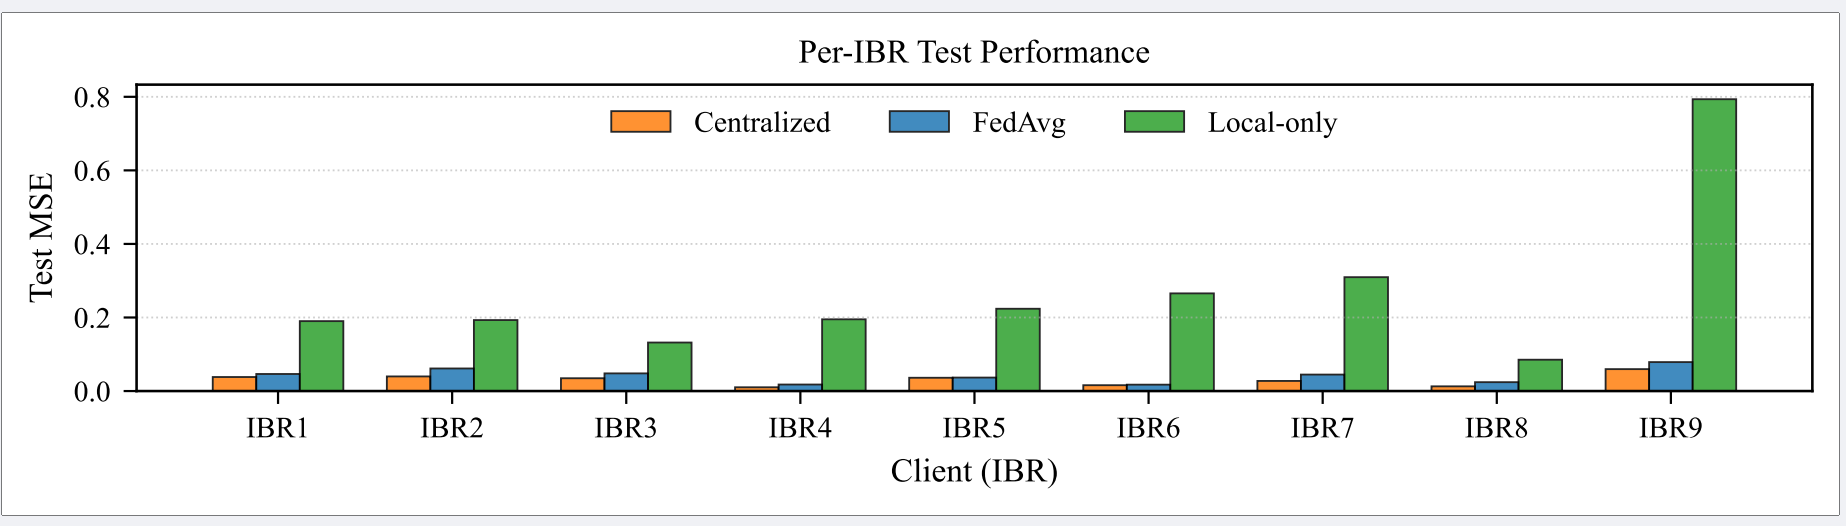 Per-IBR Test Performance
Centralized FedAvg Local-only
Test MSE
0.8
0.6
0.4
0.2
0.0
IBR1 IBR2 IBR3 IBR4 IBR5 IBR6 IBR7 IBR8 IBR9
Client (IBR)